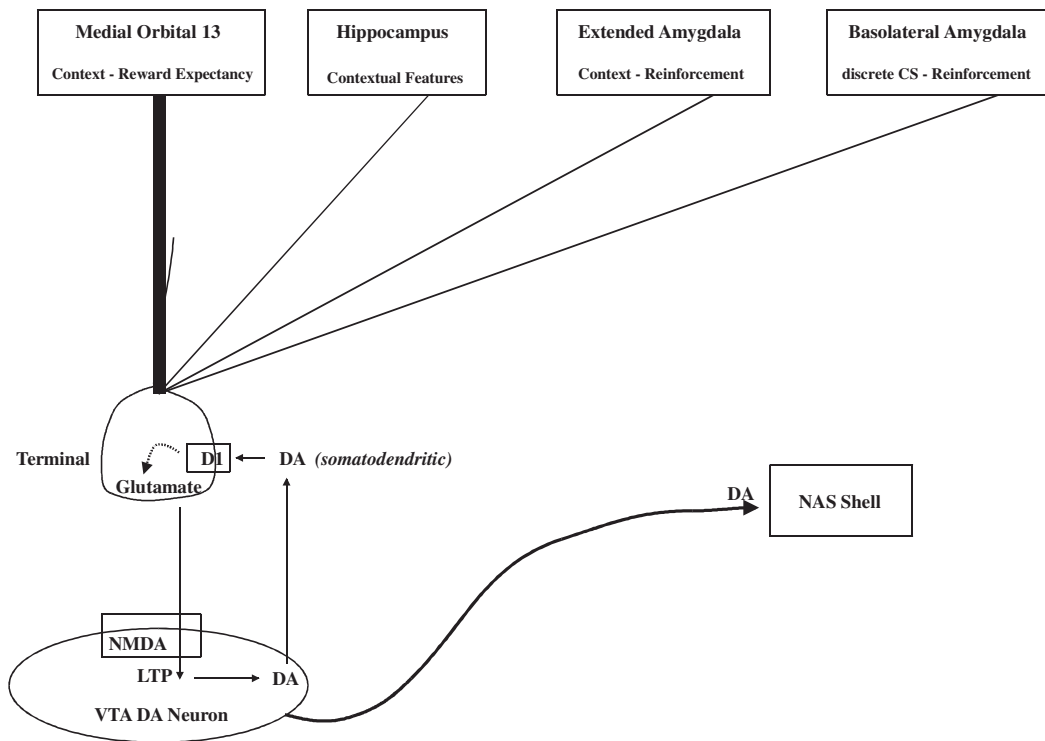 Medial Orbital 13
Context - Reward Expectancy
Hippocampus
Contextual Features
Extended Amygdala
Context - Reinforcement
Basolateral Amygdala
discrete CS - Reinforcement
Terminal
D1
DA (somatodendritic)
Glutamate
DA
NAS Shell
NMDA
LTP
DA
VTA DA Neuron